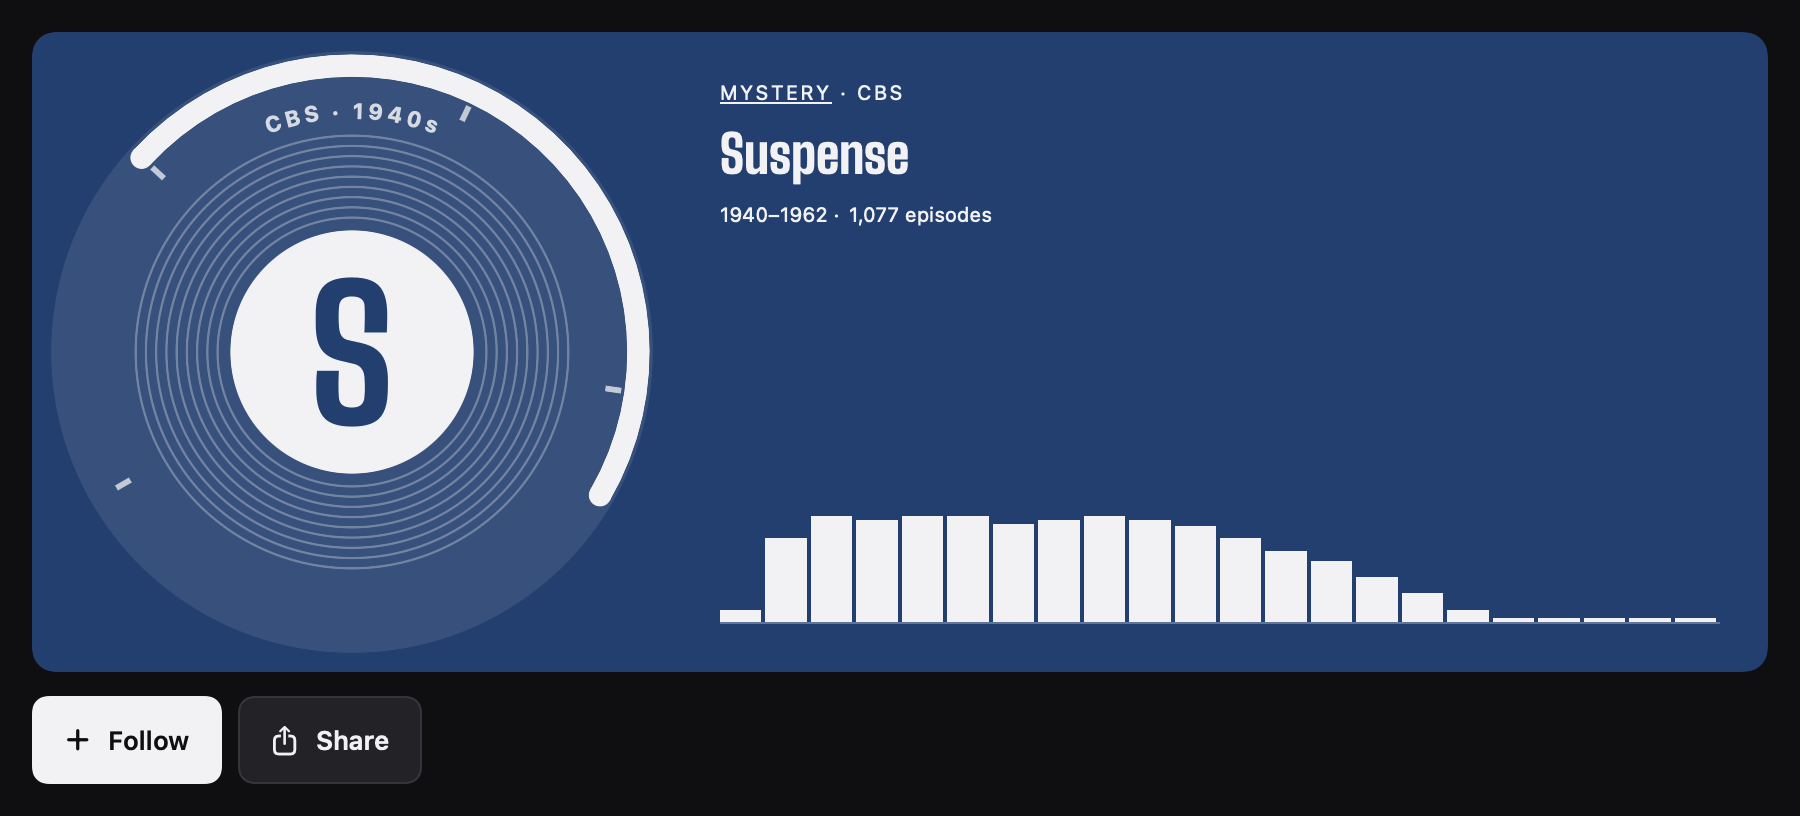 CBS · 1940s
S
MYSTERY · CBS
Suspense
1940–1962 · 1,077 episodes
Follow
Share